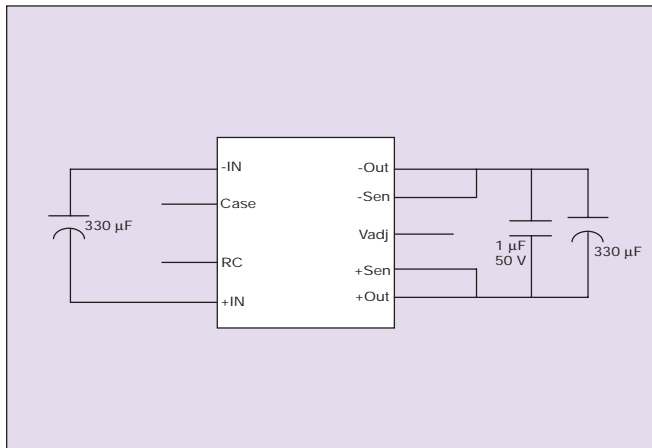 -IN
Case
RC
+IN
330 µF
-Out
-Sen
Vadj
+Sen
+Out
1 µF
50 V
330 µF